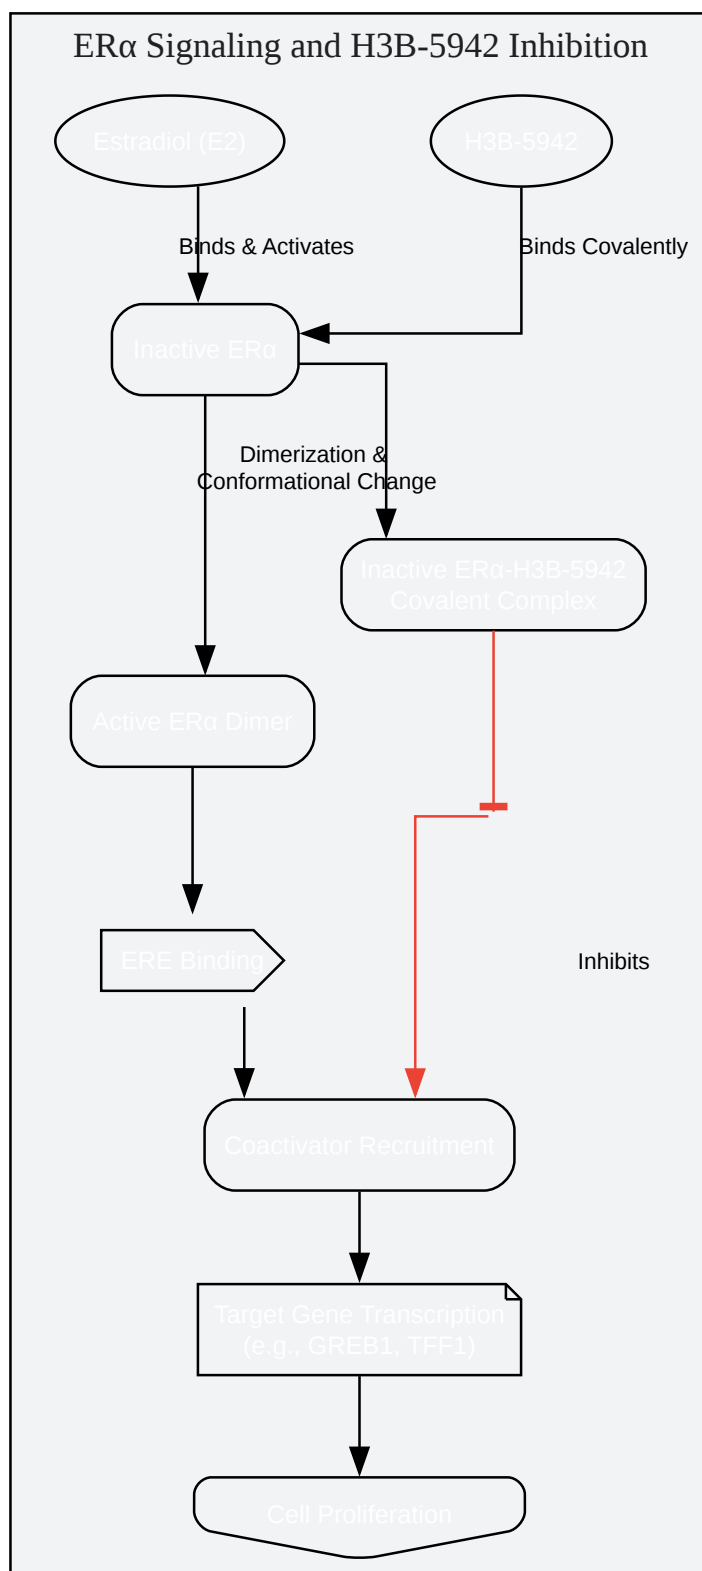 ERα Signaling and H3B-5942 Inhibition
Estradiol (E2)
H3B-5942
Binds & Activates
Binds Covalently
Inactive ERα
Dimerization &
Conformational Change
Inactive ERα-H3B-5942
Covalent Complex
Active ERα Dimer
ERE Binding
Inhibits
Coactivator Recruitment
Target Gene Transcription
(e.g., GREB1, TFF1)
Cell Proliferation